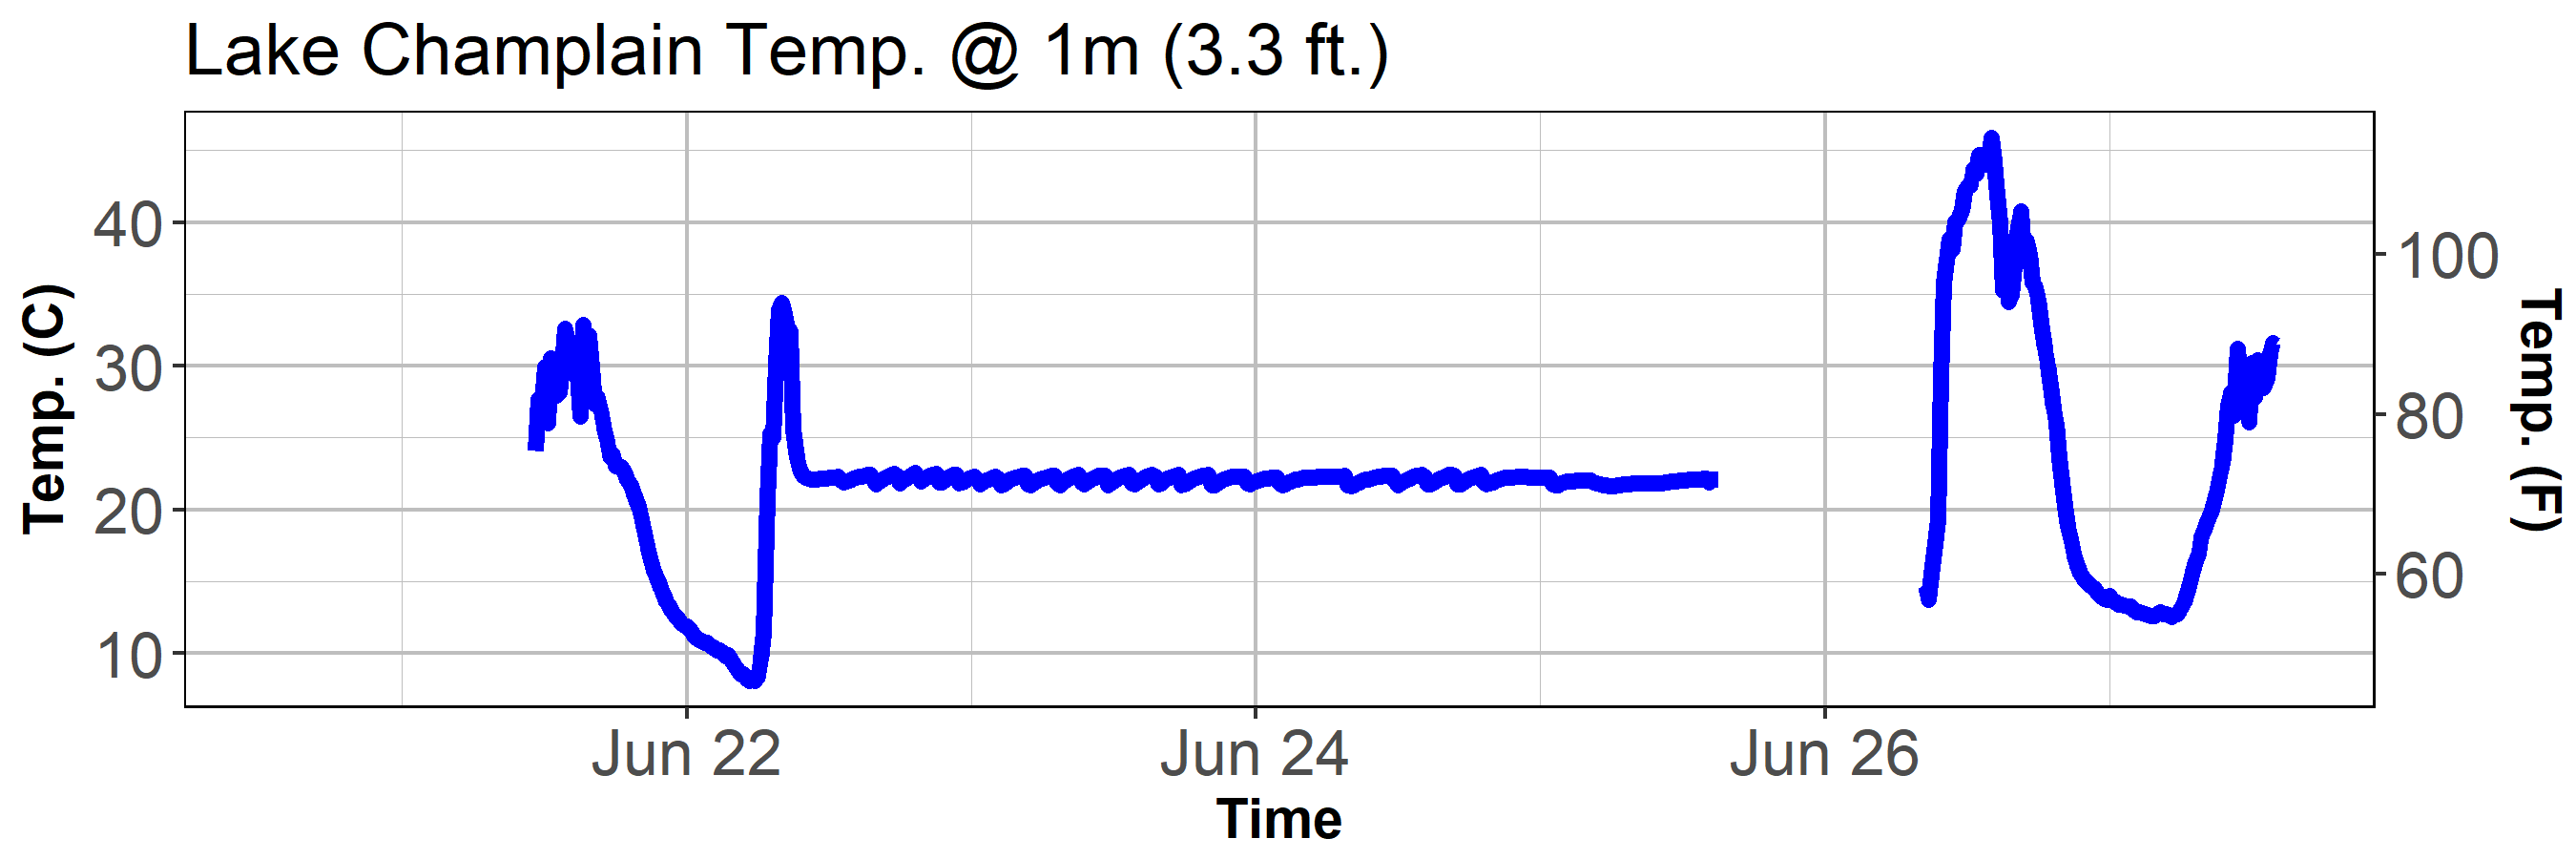 Lake Champlain Temp. @ 1m (3.3 ft.)
Temp. (C)
40
30
20
10
100
80
60
Temp. (F)
Jun 22
Jun 24
Jun 26
Time